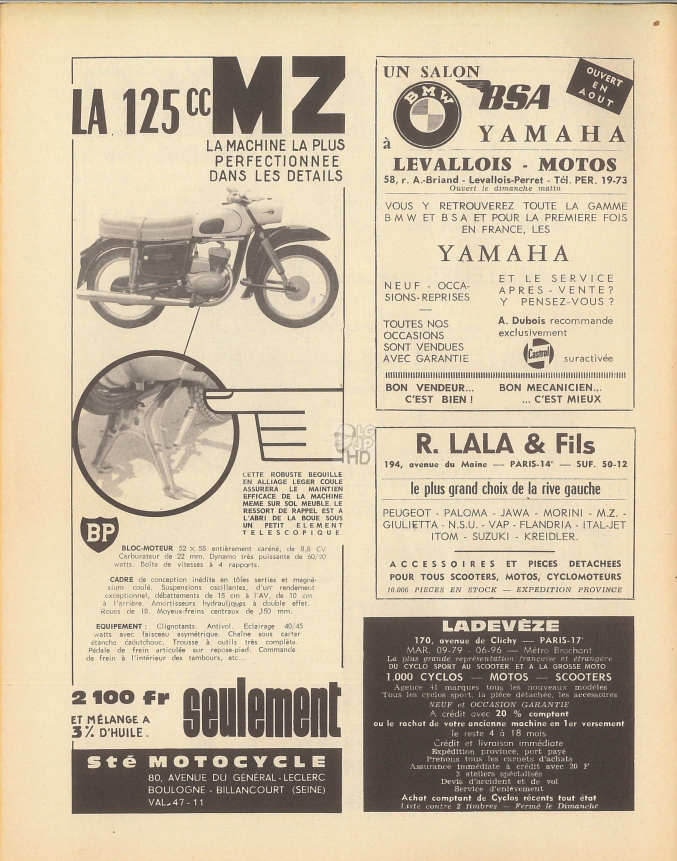 LA 125cc MZ
LA MACHINE LA PLUS
PERFECTIONNEE
DANS LES DETAILS
CETTE ROBUSTE BEQUILLE
EN ALLIAGE LEGER COULE
ASSURERA LE MAINTIEN
EFFICACE DE LA MACHINE
MEME SUR SOL MEUBLE. LE
RESSORT DE RAPPEL EST A
L'ABRI DE LA BOUE SOUS
UN PETIT ELEMENT
TELESCOPIQUE.
BP
BLOC-MOTEUR 52 × 58 entièrement caréné, de 8,8 CV.
Carburateur de 22 mm. Dynamo très puissante de 60/90
watts. Boîte de vitesses à 4 rapports.
CADRE de conception inédite en tôles serties et magné-
sium coulé. Suspensions oscillantes, d'un rendement
exceptionnel, débattements de 15 cm à l'AV, de 10 cm
à l'arrière. Amortisseurs hydrauliques à double effet.
Roues de 18. Moyeux-freins centraux de 150 mm.
EQUIPEMENT : Clignotants. Antivol. Eclairage 40/45
watts avec faisceau asymétrique. Chaîne sous carter
étanche caoutchouc. Trousse à outils très complète.
Pédale de frein articulée sur repose-pied. Commande
de frein à l'intérieur des tambours, etc...
2 100 fr seulement
ET MÉLANGE A
3% D'HUILE.
Sté MOTOCYCLE
80, AVENUE DU GÉNÉRAL-LECLERC
BOULOGNE - BILLANCOURT (SEINE)
VAL. 47 - 11
UN SALON
BMW
BSA
OUVERT
EN
AOUT
YAMAHA
à
LEVALLOIS - MOTOS
58, r. A.-Briand - Levallois-Perret - Tél. PER. 19-73
Ouvert le dimanche matin
VOUS Y RETROUVEREZ TOUTE LA GAMME
BMW ET BSA ET POUR LA PREMIERE FOIS
EN FRANCE, LES
YAMAHA
NEUF - OCCA-
SIONS-REPRISES
TOUTES NOS
OCCASIONS
SONT VENDUES
AVEC GARANTIE
ET LE SERVICE
APRES - VENTE?
Y PENSEZ-VOUS?
A. Dubois recommande
exclusivement
Castrol
suractivée
BON VENDEUR...
C'EST BIEN !
BON MECANICIEN...
... C'EST MIEUX
LG
JP
HD
R. LALA & Fils
194, avenue du Maine — PARIS-14e — SUF. 50-12
le plus grand choix de la rive gauche
PEUGEOT - PALOMA - JAWA - MORINI - M.Z. -
GIULIETTA - N.S.U. - VAP - FLANDRIA - ITAL-JET
ITOM - SUZUKI - KREIDLER.
ACCESSOIRES ET PIECES DETACHEES
POUR TOUS SCOOTERS, MOTOS, CYCLOMOTEURS
10.000 PIECES EN STOCK — EXPEDITION PROVINCE
LADEVÈZE
170, avenue de Clichy — PARIS-17e
MAR. 09-79 - 06-96 — Métro Brochant
La plus grande représentation française et étrangère
DU CYCLO SPORT AU SCOOTER ET A LA GROSSE MOTO
1.000 CYCLOS — MOTOS — SCOOTERS
Agence 41 marques tous les nouveaux modèles
Tous les cyclos sport, la pièce détachée, les accessoires
NEUF et OCCASION GARANTIE
A crédit avec 20 % comptant
ou le rachat de votre ancienne machine en 1er versement
le reste 4 à 18 mois
Crédit et livraison immédiate
Expédition province, port payé
Prenons tous les carnets d'achats
Assurance immédiate à crédit avec 20 F
3 ateliers spécialisés
Devis d'accident et de vol
Service d'enlèvement
Achat comptant de Cyclos récents tout état
Liste contre 2 timbres — Fermé le Dimanche